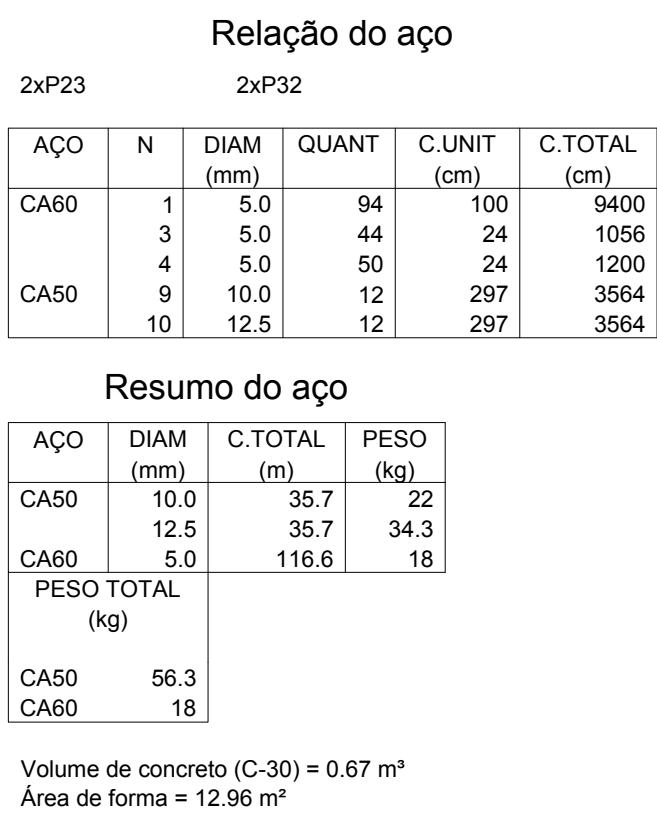 Relação do aço
2xP23 2xP32
AÇO N DIAM QUANT C.UNIT C.TOTAL
(mm) (cm) (cm)
CA60 1 5.0 94 100 9400
3 5.0 44 24 1056
4 5.0 50 24 1200
CA50 9 10.0 12 297 3564
10 12.5 12 297 3564
Resumo do aço
AÇO DIAM C.TOTAL PESO
(mm) (m) (kg)
CA50 10.0 35.7 22
12.5 35.7 34.3
CA60 5.0 116.6 18
PESO TOTAL
(kg)
CA50 56.3
CA60 18
Volume de concreto (C-30) = 0.67 m³
Área de forma = 12.96 m²